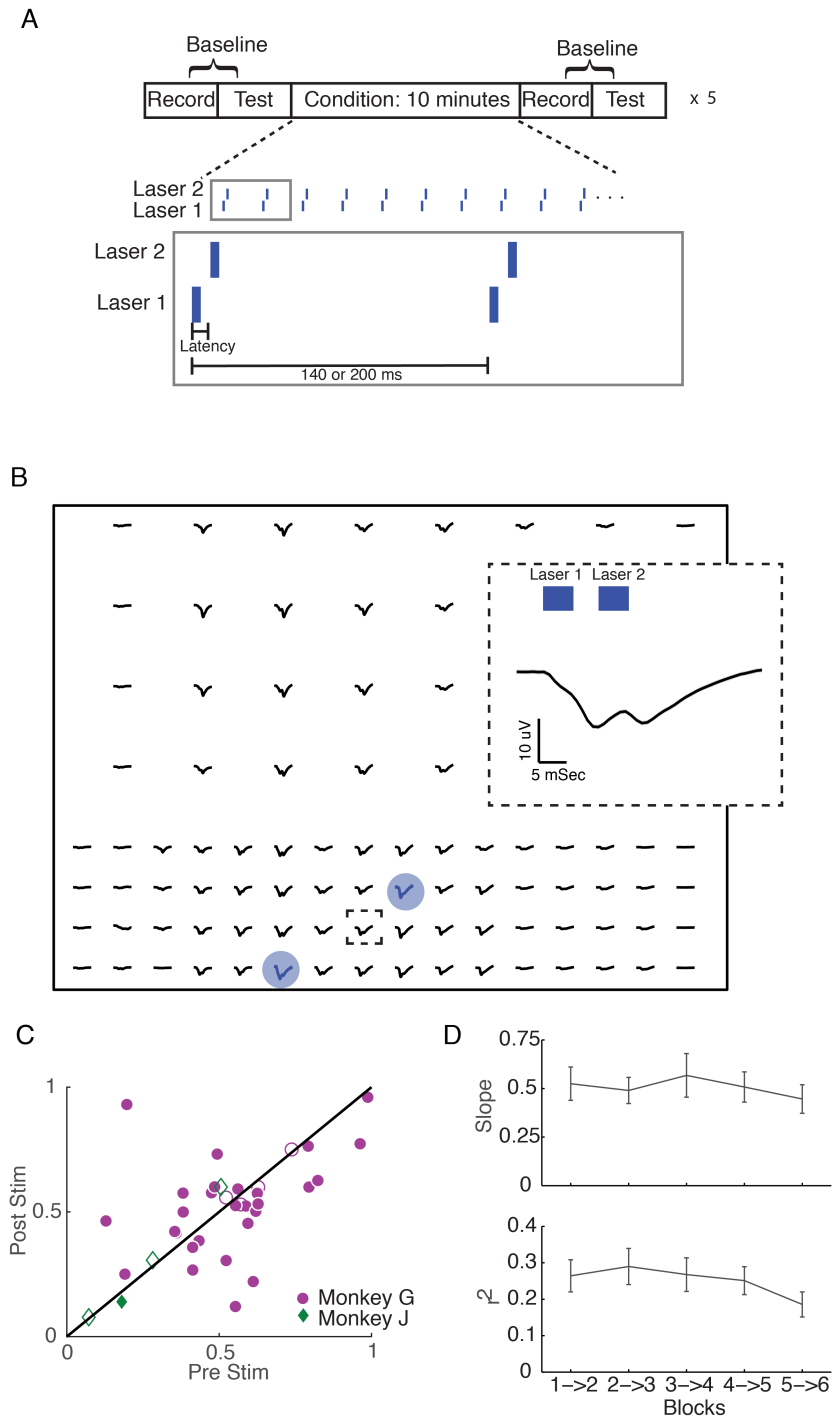 A
Baseline
Baseline
Record
Test
Condition: 10 minutes
Record
Test
x 5
Laser 2
Laser 1
. . .
Laser 2
Laser 1
Latency
140 or 200 ms
B
Laser 1
Laser 2
10 uV
5 mSec
C
1
0.5
0
Post Stim
0
0.5
1
Pre Stim
Monkey G
Monkey J
D
0.75
0.5
0.25
0
Slope
0.4
0.3
0.2
0.1
0
r2
1–>2
2–>3
3–>4
4–>5
5–>6
Blocks